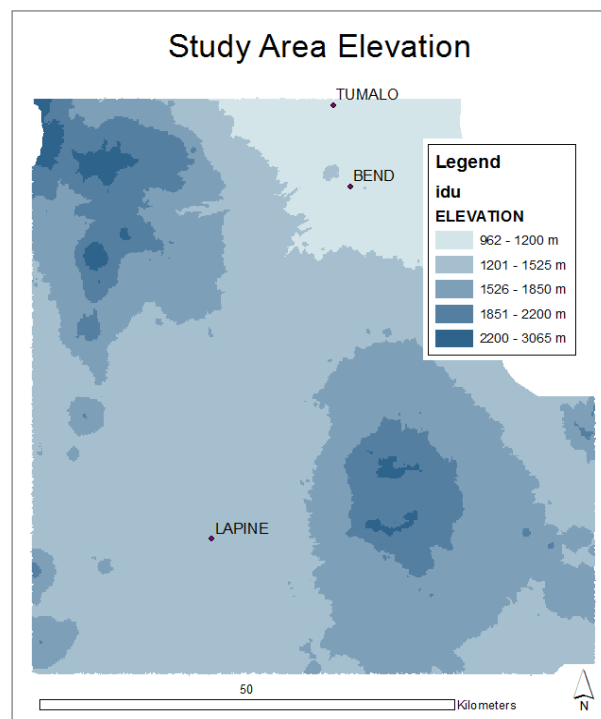 Study Area Elevation
TUMALO
BEND
Legend
idu
ELEVATION
962 - 1200 m
1201 - 1525 m
1526 - 1850 m
1851 - 2200 m
2200 - 3065 m
LAPINE
50
Kilometers
N